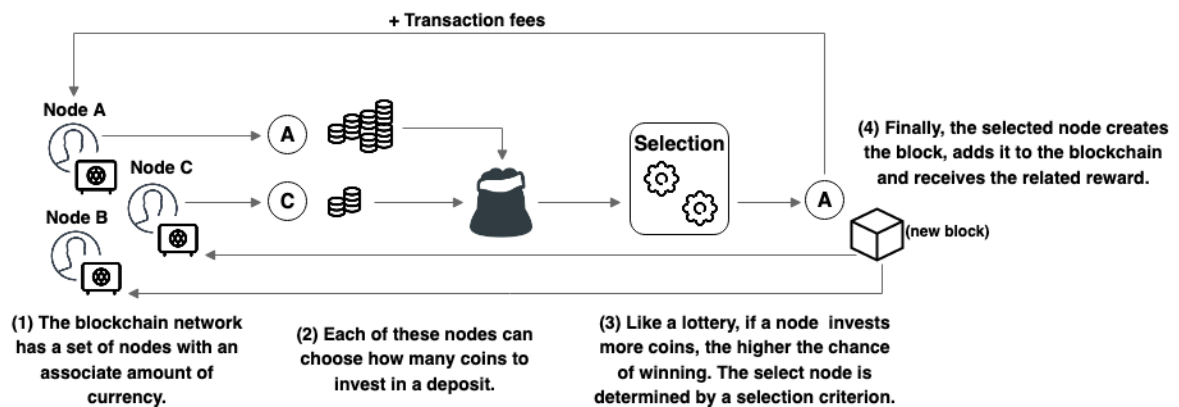 + Transaction fees
Node A
A
Node C
C
Node B
Selection
A
(new block)
(4) Finally, the selected node creates
the block, adds it to the blockchain
and receives the related reward.
(1) The blockchain network
has a set of nodes with an
associate amount of
currency.
(2) Each of these nodes can
choose how many coins to
invest in a deposit.
(3) Like a lottery, if a node invests
more coins, the higher the chance
of winning. The select node is
determined by a selection criterion.